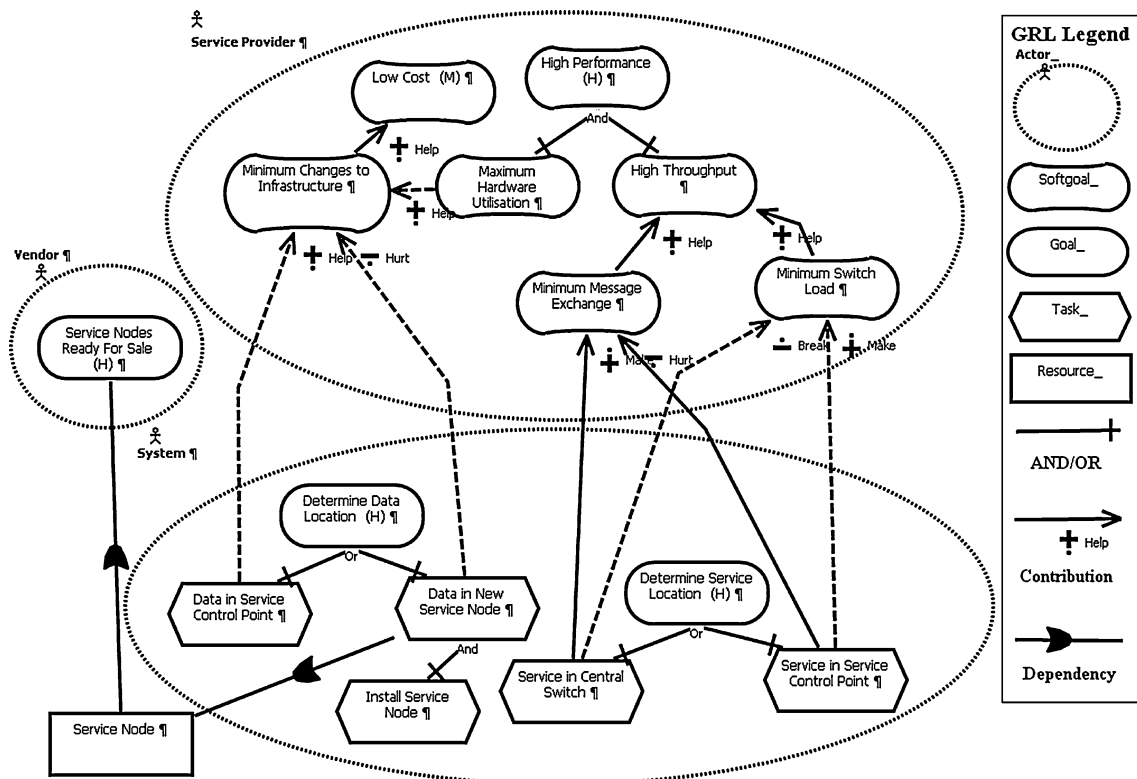 Service Provider ¶
Low Cost (M) ¶
High Performance
(H) ¶
And
Help
Minimum Changes to
Infrastructure ¶
Maximum
Hardware
Utilisation ¶
High Throughput
¶
Help
Help
Hurt
Help
Help
Minimum Message
Exchange ¶
Minimum Switch
Load ¶
Make
Hurt
Break
Make
Vendor ¶
Service Nodes
Ready For Sale
(H) ¶
System ¶
Determine Data
Location (H) ¶
Or
Data in Service
Control Point ¶
Data in New
Service Node ¶
And
Install Service
Node ¶
Determine Service
Location (H) ¶
Or
Service in Central
Switch ¶
Service in Service
Control Point ¶
Service Node ¶
GRL Legend
Actor_
Softgoal_
Goal_
Task_
Resource_
AND/OR
Help
Contribution
Dependency